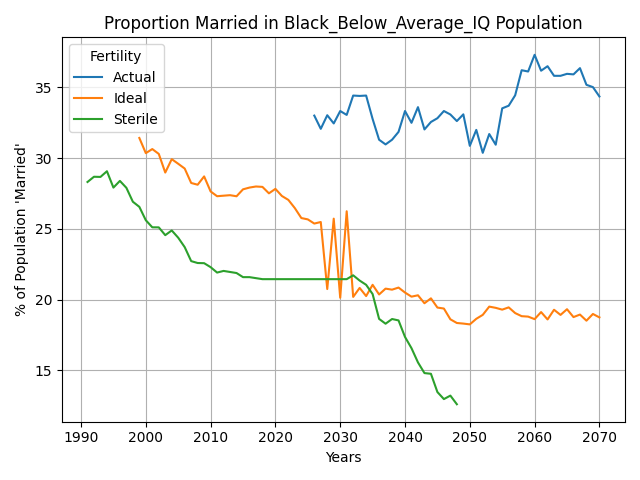 Proportion Married in Black_Below_Average_IQ Population
Fertility
Actual
Ideal
Sterile
% of Population 'Married'
35
30
25
20
15
1990 2000 2010 2020 2030 2040 2050 2060 2070
Years